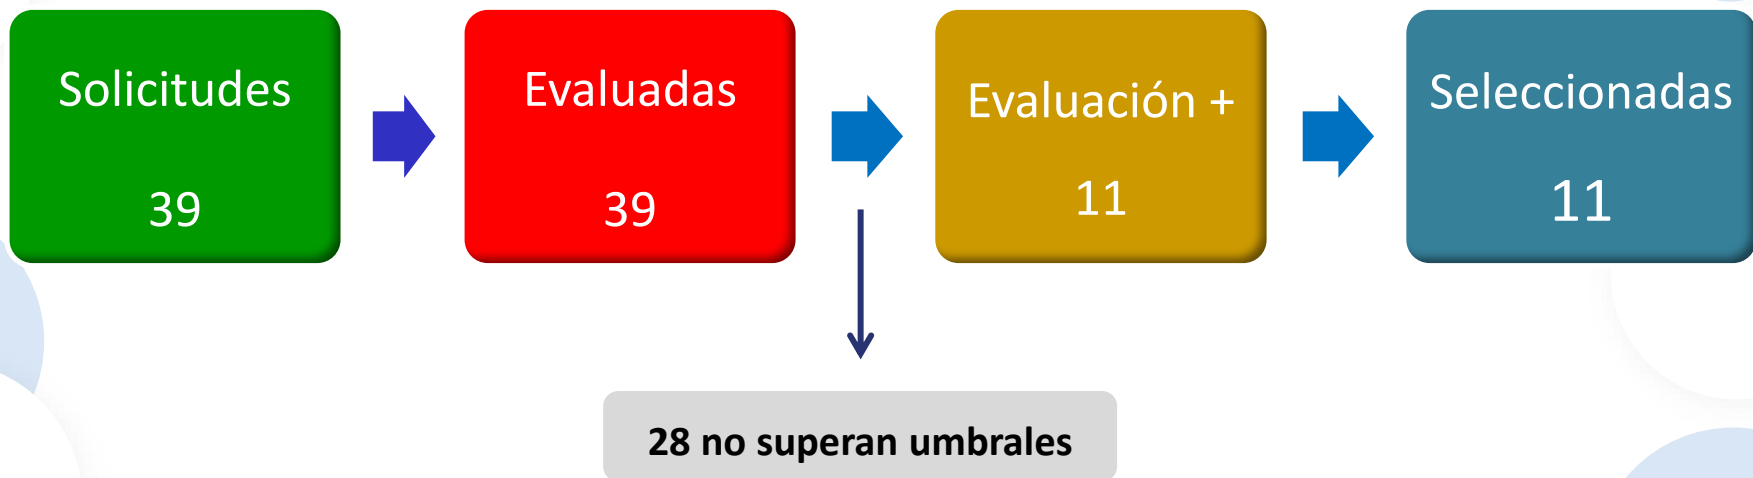 Solicitudes
39
Evaluadas
39
Evaluación +
11
Seleccionadas
11
28 no superan umbrales